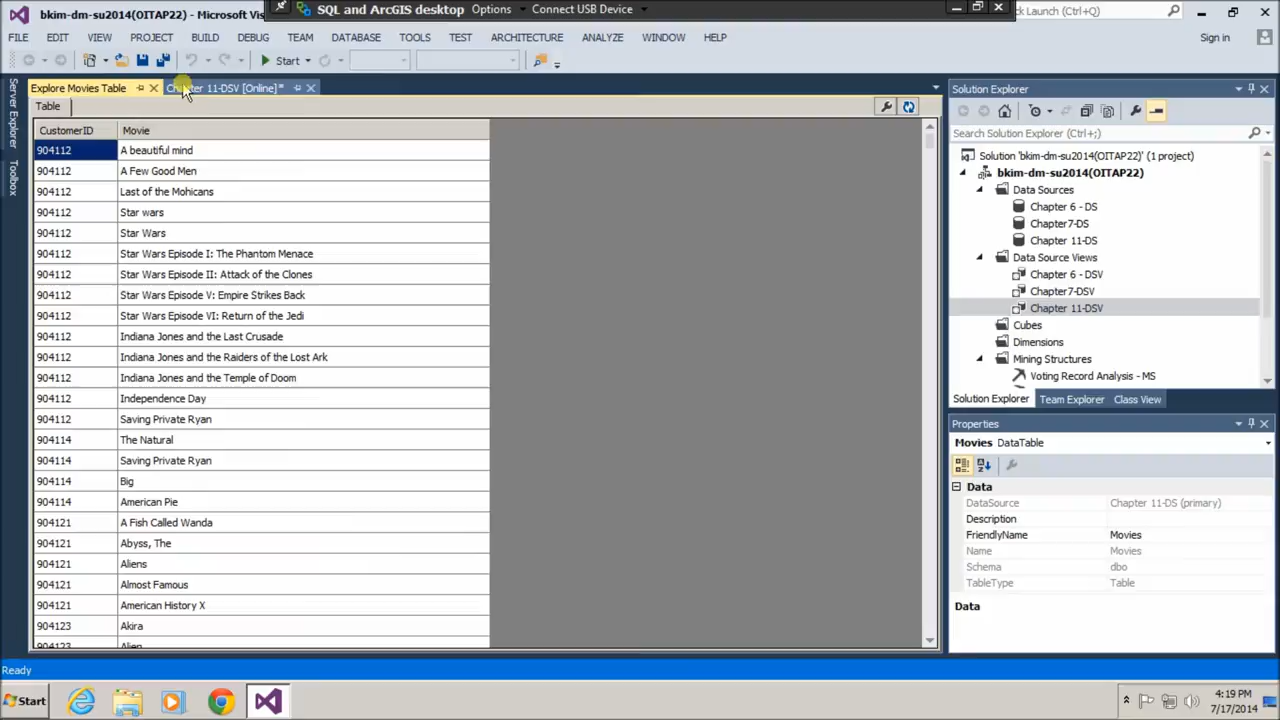 bkim-dm-su2014(OITAP22) - Microsoft Vis
SQL and ArcGIS desktop Options Connect USB Device
ck Launch (Ctrl+;)
FILE EDIT VIEW PROJECT BUILD DEBUG TEAM DATABASE TOOLS TEST ARCHITECTURE ANALYZE WINDOW HELP Sign in
Start
Server Explorer
Toolbox
Explore Movies Table
11-DSV [Online]*
Table
CustomerID Movie
904112 A beautiful mind
904112 A Few Good Men
904112 Last of the Mohicans
904112 Star wars
904112 Star Wars
904112 Star Wars Episode I: The Phantom Menace
904112 Star Wars Episode II: Attack of the Clones
904112 Star Wars Episode V: Empire Strikes Back
904112 Star Wars Episode VI: Return of the Jedi
904112 Indiana Jones and the Last Crusade
904112 Indiana Jones and the Raiders of the Lost Ark
904112 Indiana Jones and the Temple of Doom
904112 Independence Day
904112 Saving Private Ryan
904114 The Natural
904114 Saving Private Ryan
904114 Big
904114 American Pie
904121 A Fish Called Wanda
904121 Abyss, The
904121 Aliens
904121 Almost Famous
904121 American History X
904123 Akira
904123 Alien
Solution Explorer
Search Solution Explorer (Ctrl+;)
Solution 'bkim-dm-su2014(OITAP22)' (1 project)
bkim-dm-su2014(OITAP22)
Data Sources
Chapter 6 - DS
Chapter7-DS
Chapter 11-DS
Data Source Views
Chapter 6 - DSV
Chapter7-DSV
Chapter 11-DSV
Cubes
Dimensions
Mining Structures
Voting Record Analysis - MS
Solution Explorer Team Explorer Class View
Properties
Movies DataTable
Data
DataSource Chapter 11-DS (primary)
Description
FriendlyName Movies
Name Movies
Schema dbo
TableType Table
Data
Ready
Start
4:19 PM
7/17/2014